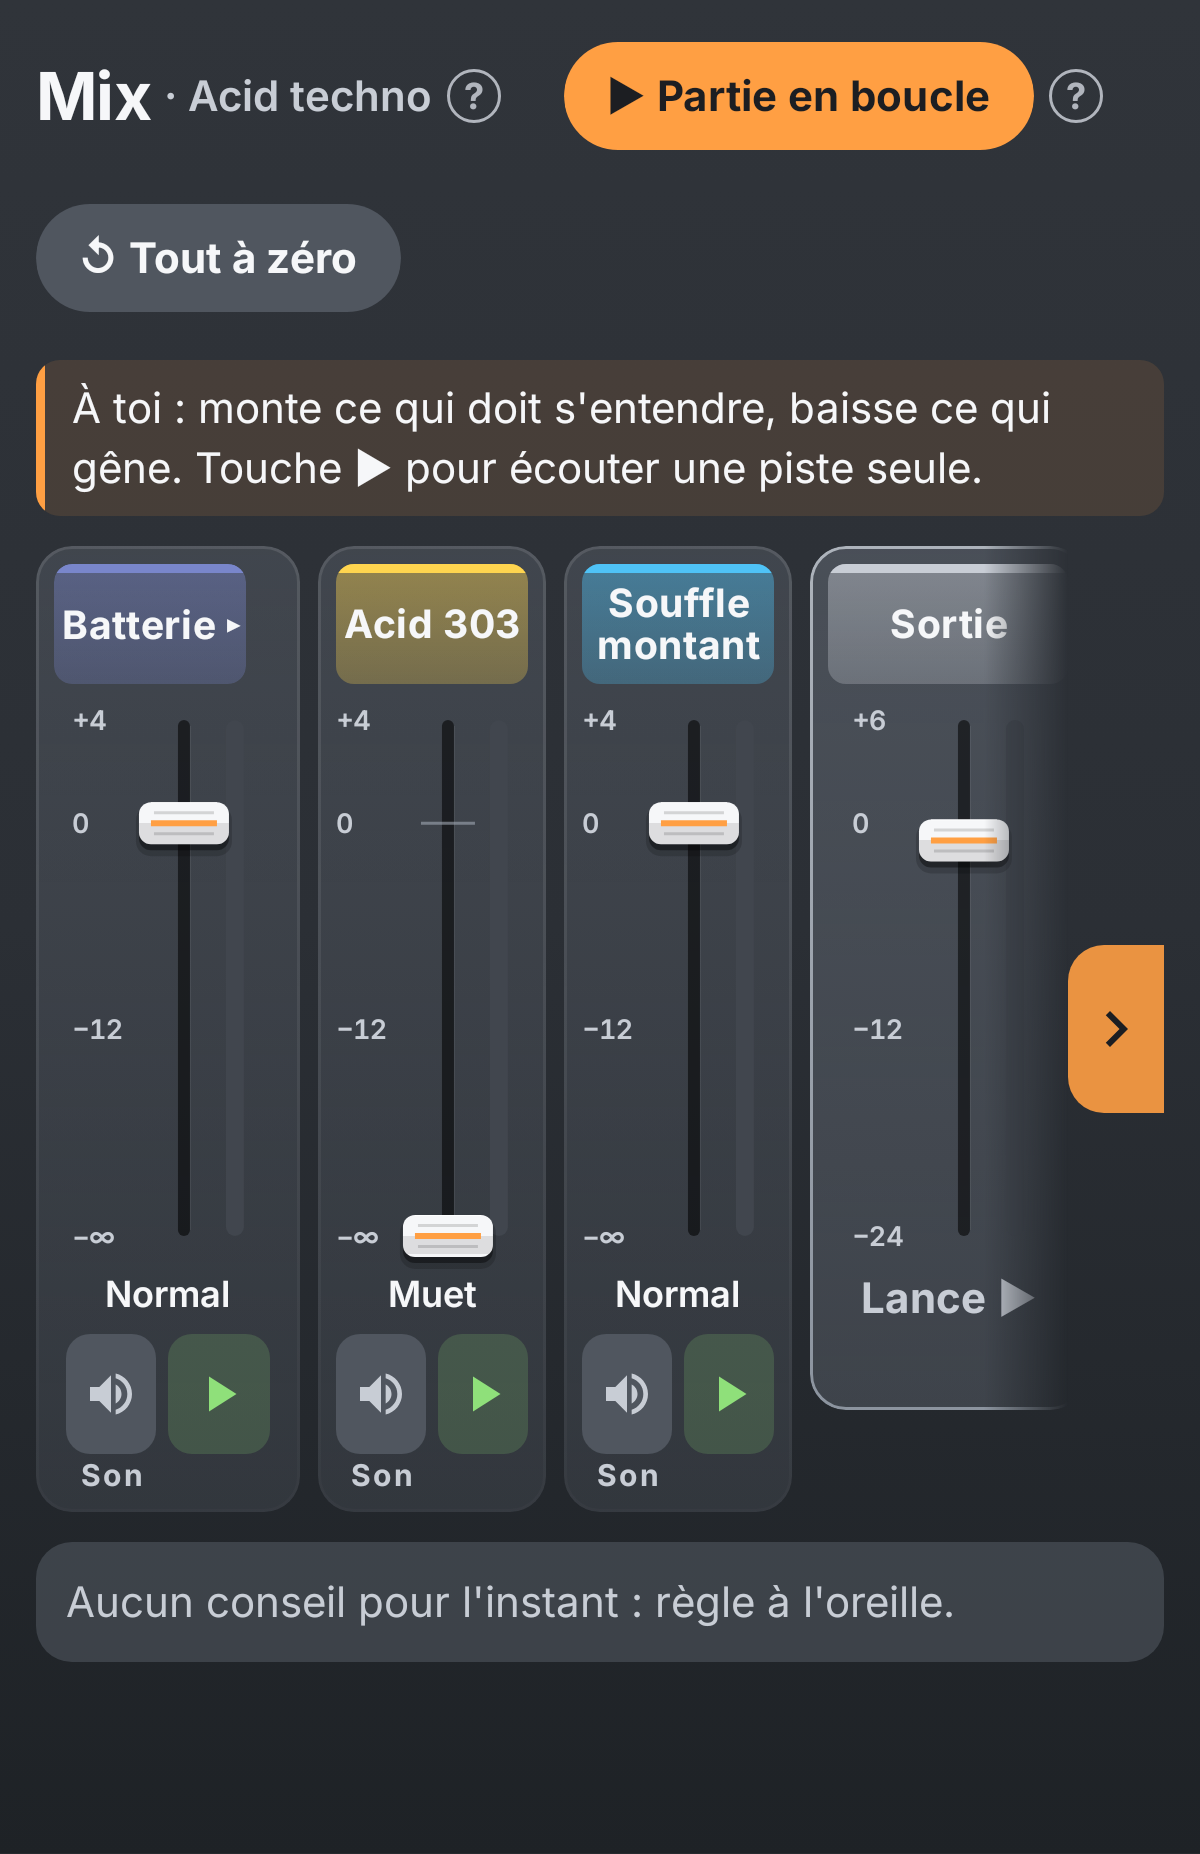 Mix · Acid techno ?
▶ Partie en boucle ?
Tout à zéro
À toi : monte ce qui doit s'entendre, baisse ce qui
gêne. Touche ▶ pour écouter une piste seule.
Batterie ▸
+4
0
−12
−∞
Normal
Son
Acid 303
+4
0
−12
−∞
Muet
Son
Souffle
montant
+4
0
−12
−∞
Normal
Son
Sortie
+6
0
−12
−24
Lance ▶
Aucun conseil pour l'instant : règle à l'oreille.